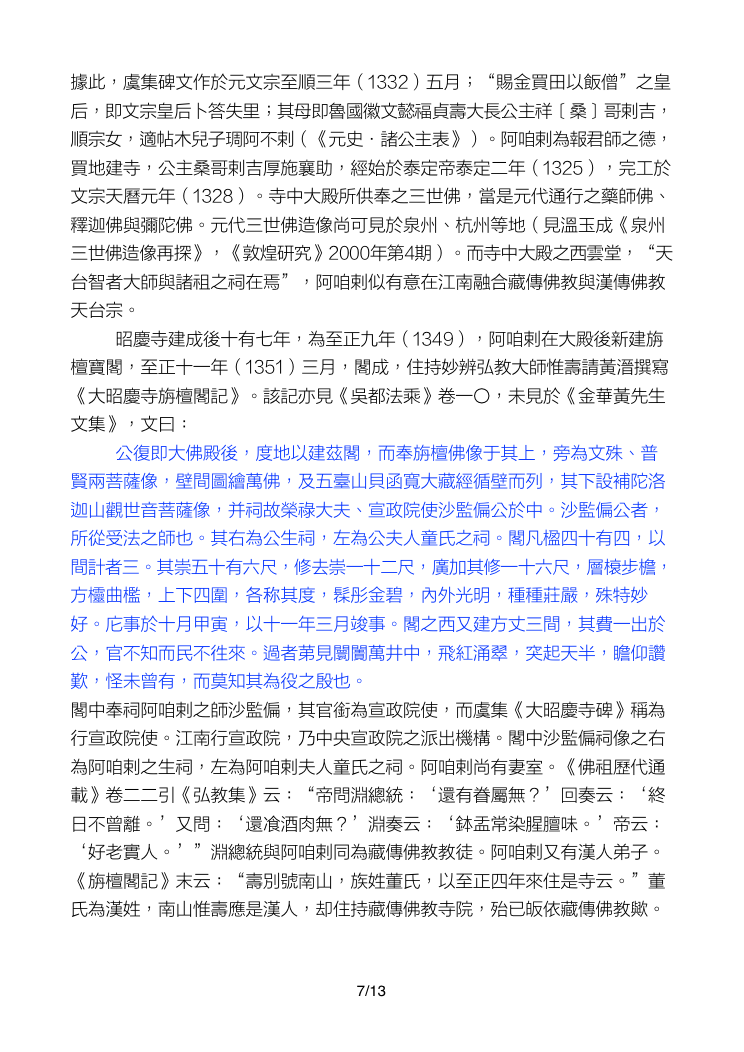 據此，虞集碑文作於元文宗至順三年（1332）五月；“賜金買田以飯僧”之皇
后，即文宗皇后卜答失里；其母即魯國徽文懿福貞壽大長公主祥［桑］哥剌吉，
順宗女，適帖木兒子琱阿不剌（《元史．諸公主表》）。阿咱剌為報君師之德，
買地建寺，公主桑哥剌吉厚施襄助，經始於泰定帝泰定二年（1325），完工於
文宗天曆元年（1328）。寺中大殿所供奉之三世佛，當是元代通行之藥師佛、
釋迦佛與彌陀佛。元代三世佛造像尚可見於泉州、杭州等地（見溫玉成《泉州
三世佛造像再探》，《敦煌研究》2000年第4期）。而寺中大殿之西雲堂，“天
台智者大師與諸祖之祠在焉”，阿咱剌似有意在江南融合藏傳佛教與漢傳佛教
天台宗。
昭慶寺建成後十有七年，為至正九年（1349），阿咱剌在大殿後新建旃
檀寶閣，至正十一年（1351）三月，閣成，住持妙辨弘教大師惟壽請黃溍撰寫
《大昭慶寺旃檀閣記》。該記亦見《吳都法乘》卷一〇，未見於《金華黃先生
文集》，文曰：
公復即大佛殿後，度地以建茲閣，而奉旃檀佛像于其上，旁為文殊、普
賢兩菩薩像，壁間圖繪萬佛，及五臺山貝函寬大藏經循壁而列，其下設補陀洛
迦山觀世音菩薩像，并祠故榮祿大夫、宣政院使沙監偏公於中。沙監偏公者，
所從受法之師也。其右為公生祠，左為公夫人童氏之祠。閣凡楹四十有四，以
間計者三。其崇五十有六尺，修去崇一十二尺，廣加其修一十六尺，層榱步檐，
方櫺曲檻，上下四圍，各称其度，髹彤金碧，內外光明，種種莊嚴，殊特妙
好。庀事於十月甲寅，以十一年三月竣事。閣之西又建方丈三間，其費一出於
公，官不知而民不徃來。過者苐見闤闠萬井中，飛紅涌翠，突起天半，瞻仰讚
歎，怪未曾有，而莫知其為役之殷也。
閣中奉祠阿咱剌之師沙監偏，其官銜為宣政院使，而虞集《大昭慶寺碑》稱為
行宣政院使。江南行宣政院，乃中央宣政院之派出機構。閣中沙監偏祠像之右
為阿咱剌之生祠，左為阿咱剌夫人童氏之祠。阿咱剌尚有妻室。《佛祖歷代通
載》卷二二引《弘教集》云：“帝問淵總統：‘還有眷屬無？’回奏云：‘終
日不曾離。’又問：‘還飡酒肉無？’淵奏云：‘鉢盂常染腥膻味。’帝云：
‘好老實人。’”淵總統與阿咱剌同為藏傳佛教教徒。阿咱剌又有漢人弟子。
《旃檀閣記》末云：“壽別號南山，族姓董氏，以至正四年來住是寺云。”董
氏為漢姓，南山惟壽應是漢人，却住持藏傳佛教寺院，殆已皈依藏傳佛教歟。
7/13